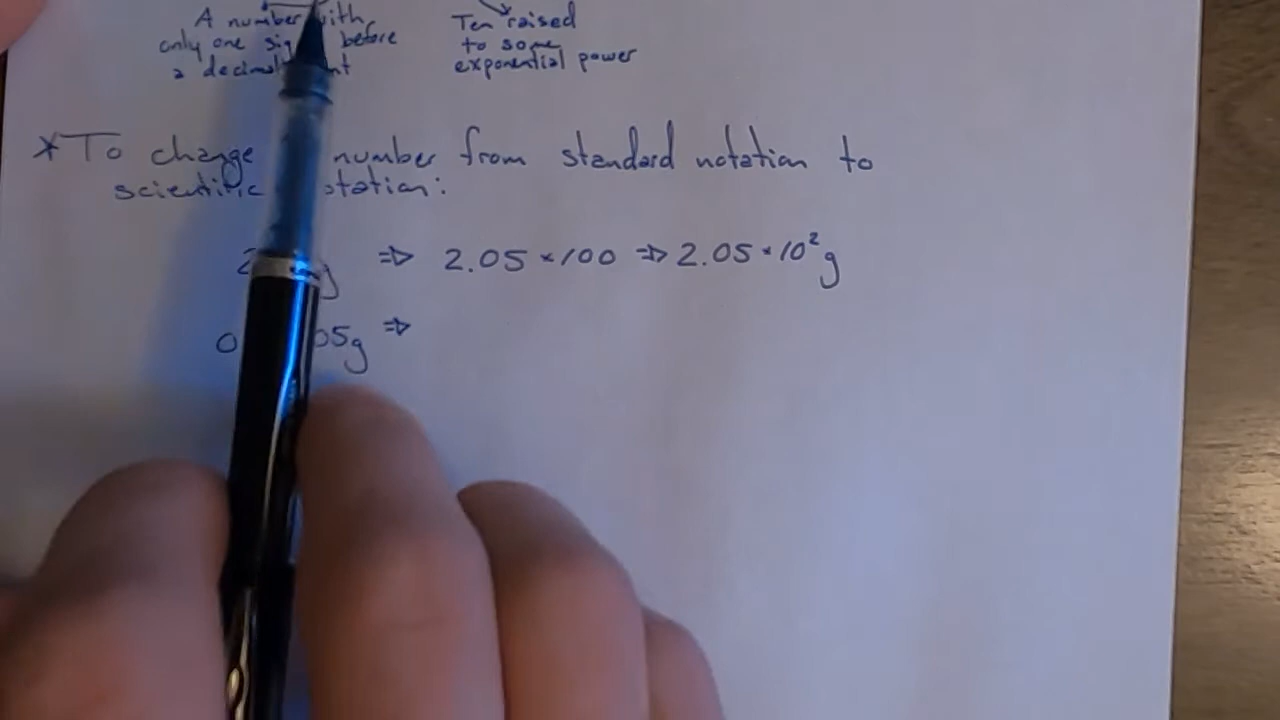 A number with
only one sig before
a decimal
Ten raised
to some
exponential power
*To change number from standard notation to
scientific notation:
⇒ 2.05 × 100 ⇒ 2.05 × 10² g
05g ⇒